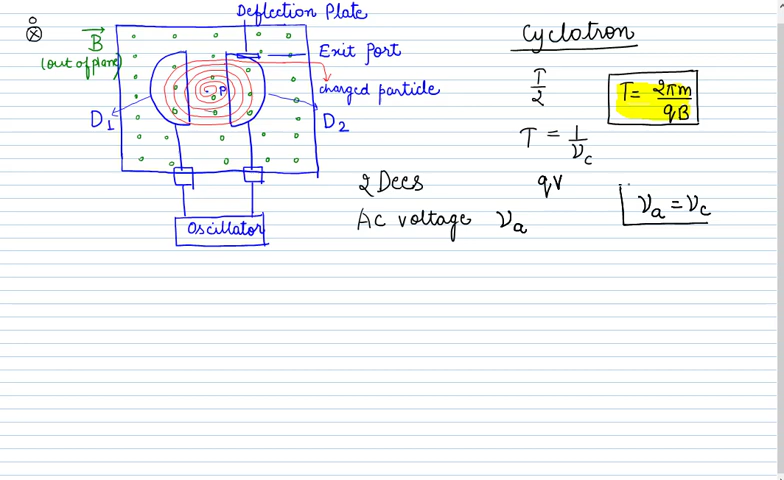 Deflection Plate
Cyclotron
B
(out of plane)
Exit Port
T/2
T = 2πm/qB
P
charged particle
D1
D2
T = 1/νc
2 Dees
qV
AC voltage νa
νa = νc
Oscillator